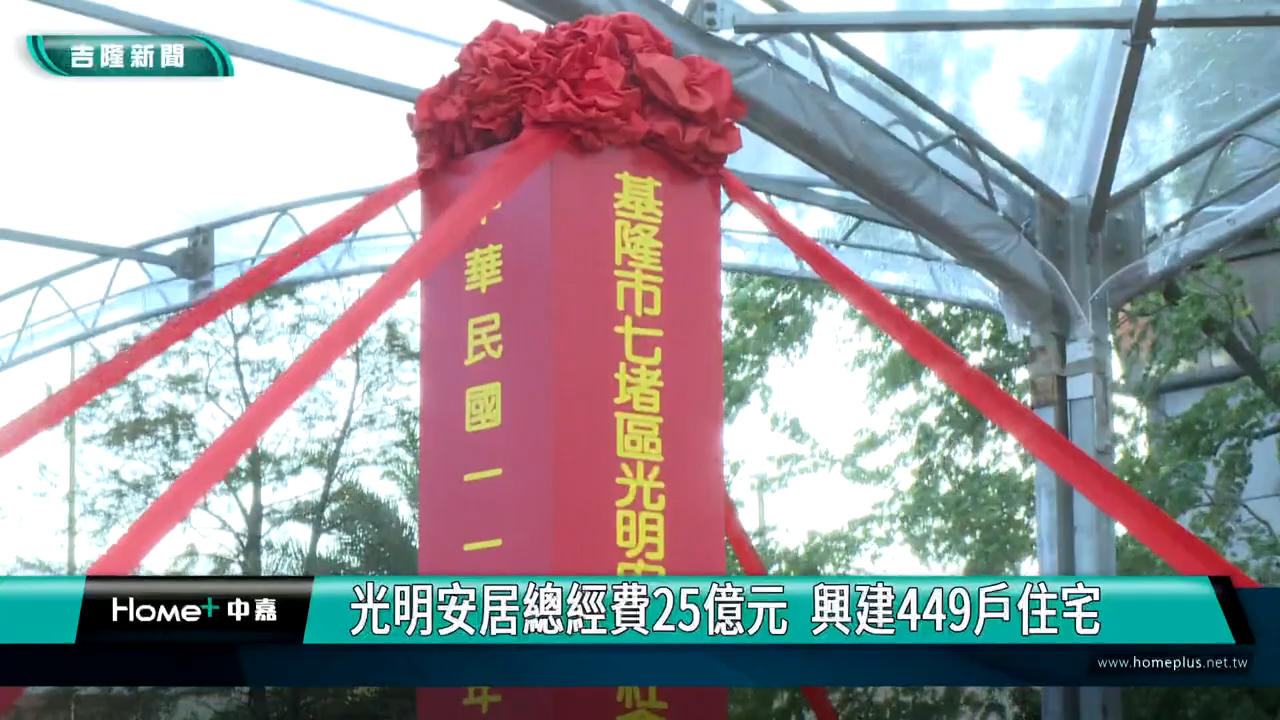 吉隆新聞
華民國一一
年
基隆市七堵區光明
社
Home+中嘉
光明安居總經費25億元 興建449戶住宅
www.homeplus.net.tw